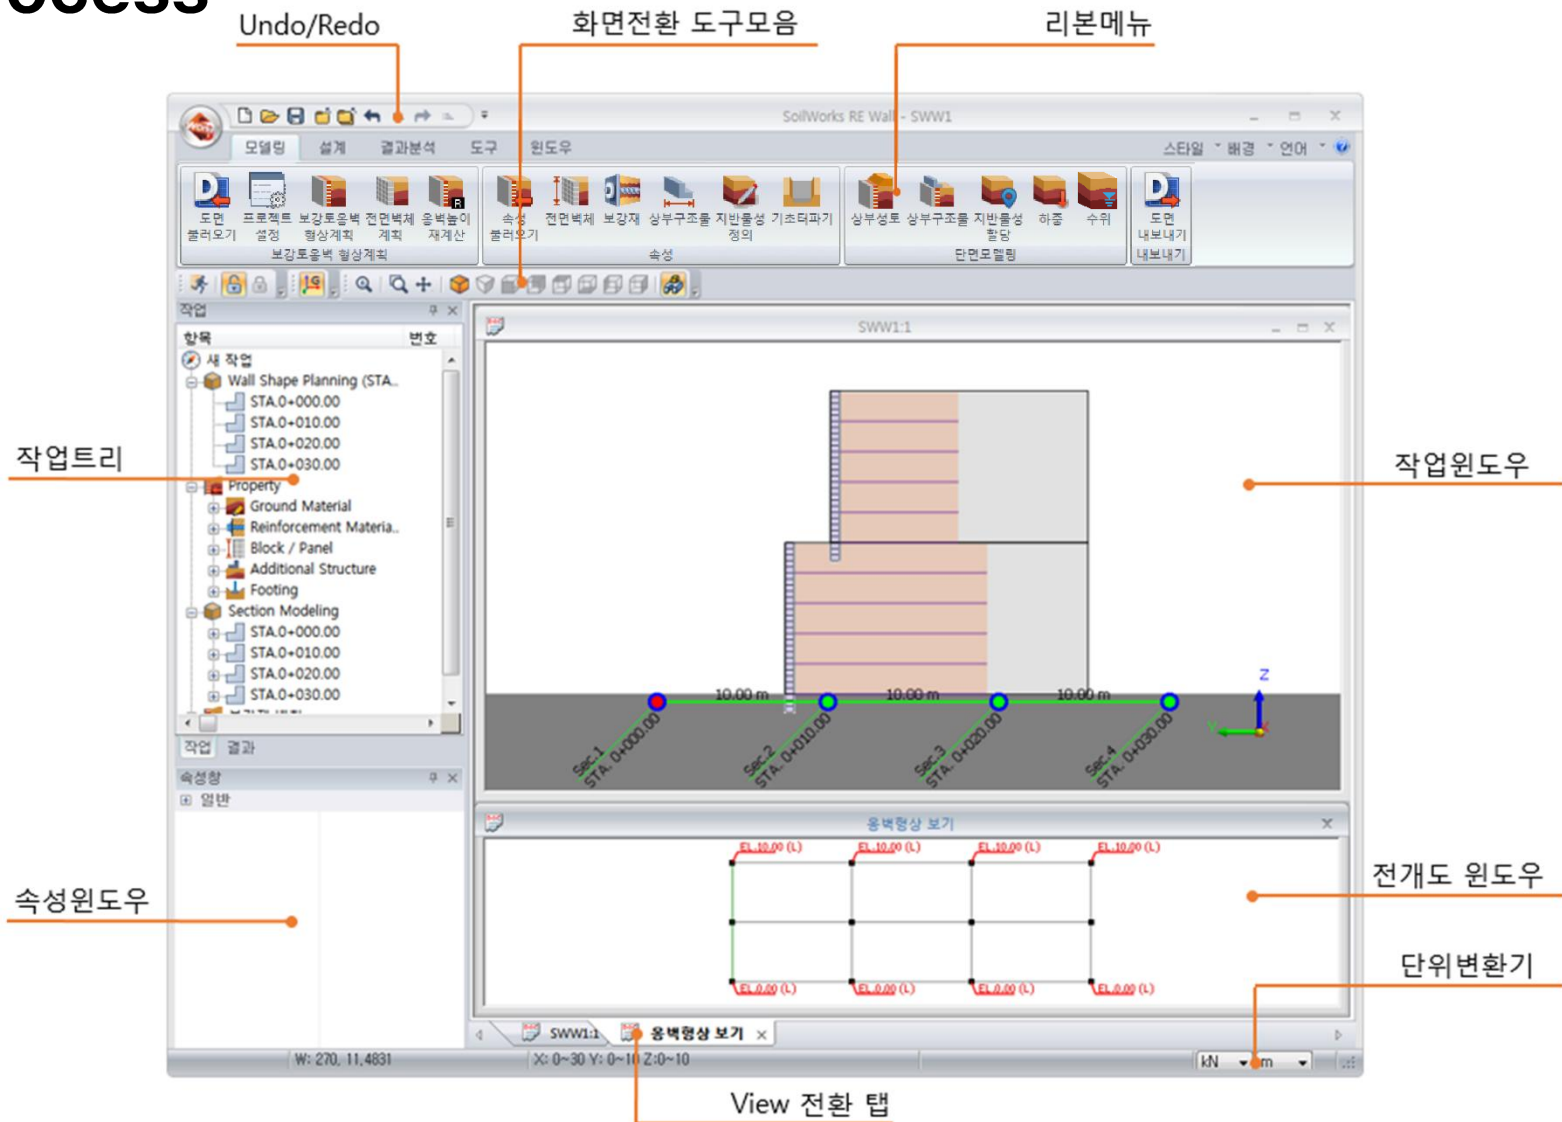 ocess
Undo/Redo
화면전환 도구모음
리본메뉴
SoilWorks RE Wall - SWW1
모델링 설계 결과분석 도구 윈도우
스타일 배경 언어
도면 불러오기
프로젝트 설정
보강토옹벽 형상계획
전면벽체 계획
옹벽높이 재계산
보강토옹벽 형상계획
속성 불러오기
전면벽체
보강재
상부구조물
지반물성 정의
기초터파기
속성
상부성토
상부구조물
지반물성 할당
하중
수위
단면모델링
도면 내보내기
내보내기
작업
항목 번호
새 작업
Wall Shape Planning (STA..
STA.0+000.00
STA.0+010.00
STA.0+020.00
STA.0+030.00
Property
Ground Material
Reinforcement Materia..
Block / Panel
Additional Structure
Footing
Section Modeling
STA.0+000.00
STA.0+010.00
STA.0+020.00
STA.0+030.00
작업 결과
속성창
일반
작업트리
속성윈도우
SWW1:1
10.00 m
10.00 m
10.00 m
Sec.1
STA. 0+000.00
Sec.2
STA. 0+010.00
Sec.3
STA. 0+020.00
Sec.4
STA. 0+030.00
Z
Y
X
작업윈도우
옹벽형상 보기
EL.10.00 (L) EL.10.00 (L) EL.10.00 (L) EL.10.00 (L)
EL.0.00 (L) EL.0.00 (L) EL.0.00 (L) EL.0.00 (L)
전개도 윈도우
단위변환기
SWW1:1 옹벽형상 보기
W: 270, 11,4831
X: 0~30 Y: 0~10 Z:0~10
kN m
View 전환 탭